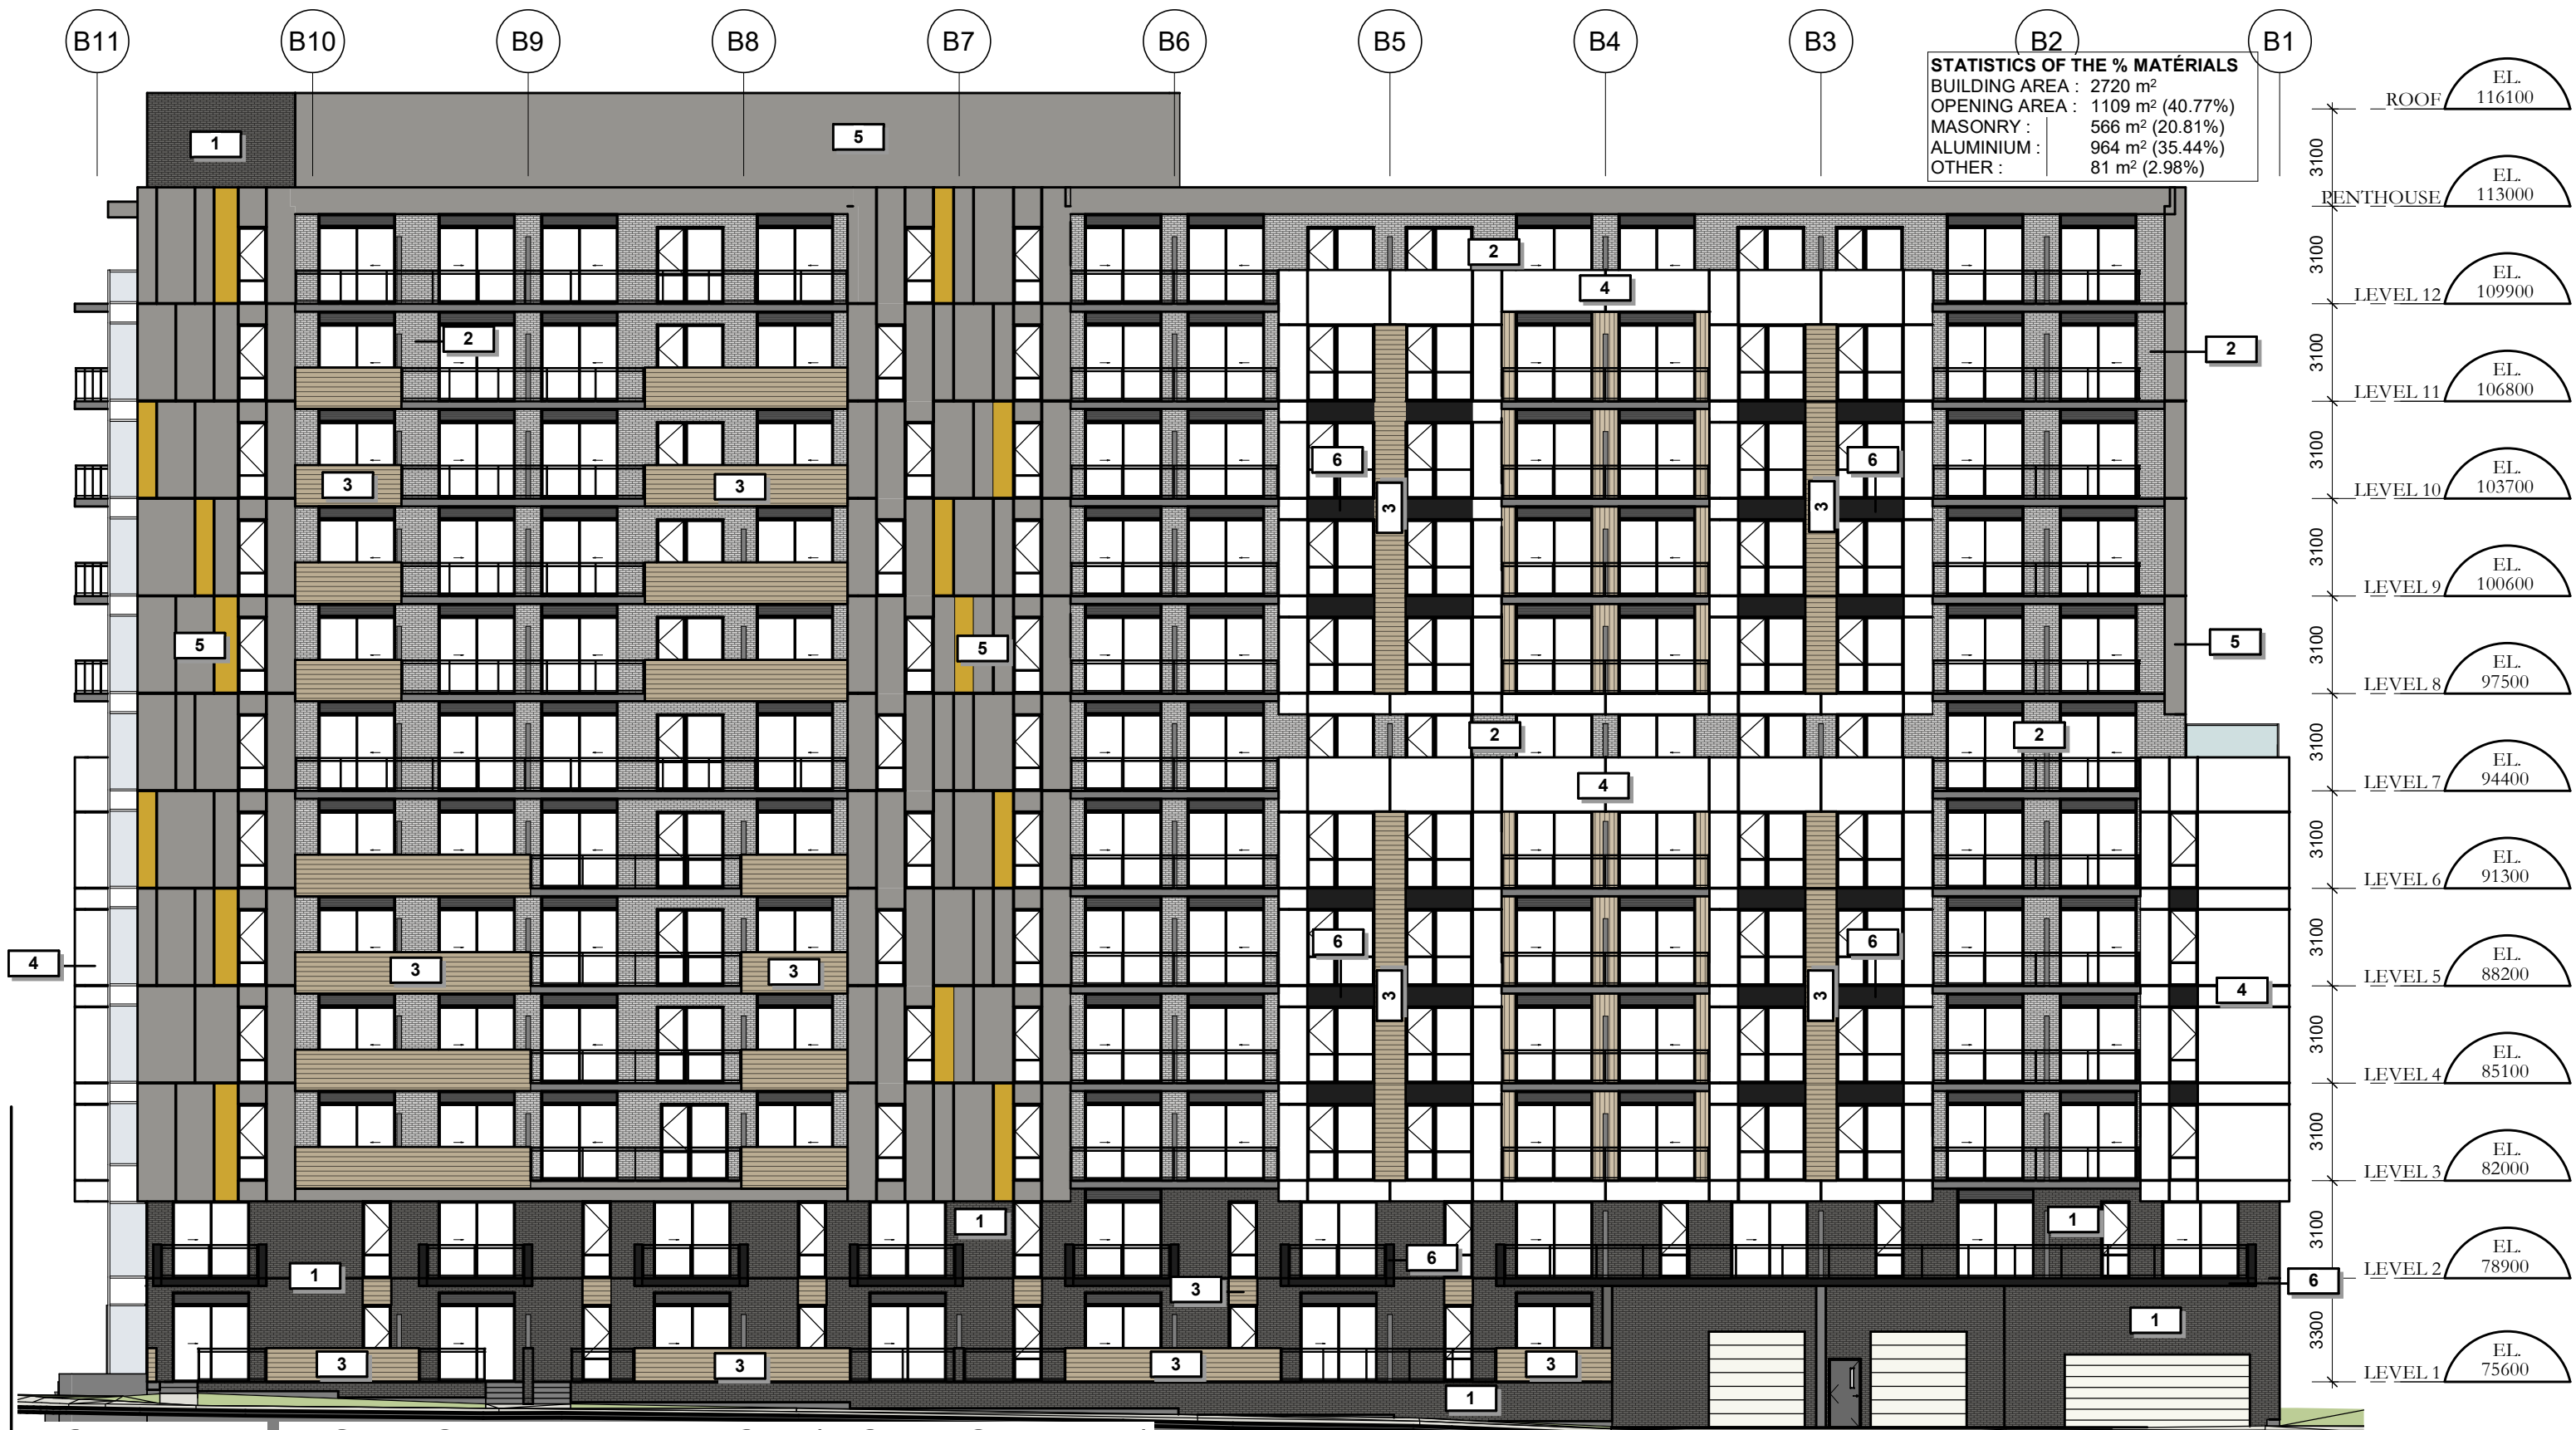 B11 B10 B9 B8 B7 B6 B5 B4 B3 B2 B1
STATISTICS OF THE % MATÉRIALS
BUILDING AREA : 2720 m²
OPENING AREA : 1109 m² (40.77%)
MASONRY : 566 m² (20.81%)
ALUMINIUM : 964 m² (35.44%)
OTHER : 81 m² (2.98%)
ROOF EL. 116100
3100
PENTHOUSE EL. 113000
3100
LEVEL 12 EL. 109900
3100
LEVEL 11 EL. 106800
3100
LEVEL 10 EL. 103700
3100
LEVEL 9 EL. 100600
3100
LEVEL 8 EL. 97500
3100
LEVEL 7 EL. 94400
3100
LEVEL 6 EL. 91300
3100
LEVEL 5 EL. 88200
3100
LEVEL 4 EL. 85100
3100
LEVEL 3 EL. 82000
3100
LEVEL 2 EL. 78900
3300
LEVEL 1 EL. 75600
1 5
2
4
2 2
6 6
3 3
3 3
5 5 5
2 2
4
6 6
4 3 3
3 3 4
1 1
6
1 3 6
1
3 3 3 3
1